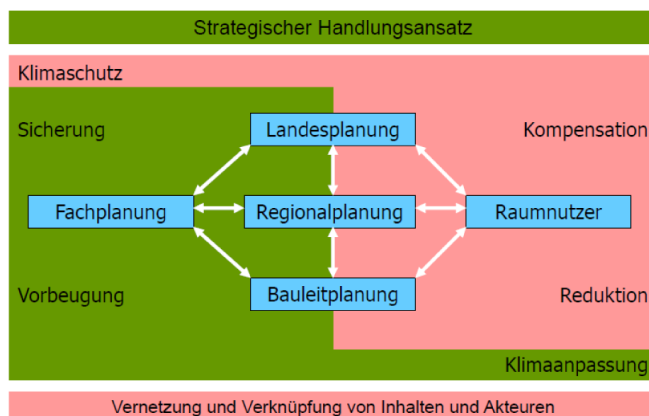 Strategischer Handlungsansatz
Klimaschutz
Sicherung
Landesplanung
Kompensation
Fachplanung
Regionalplanung
Raumnutzer
Vorbeugung
Bauleitplanung
Reduktion
Klimaanpassung
Vernetzung und Verknüpfung von Inhalten und Akteuren